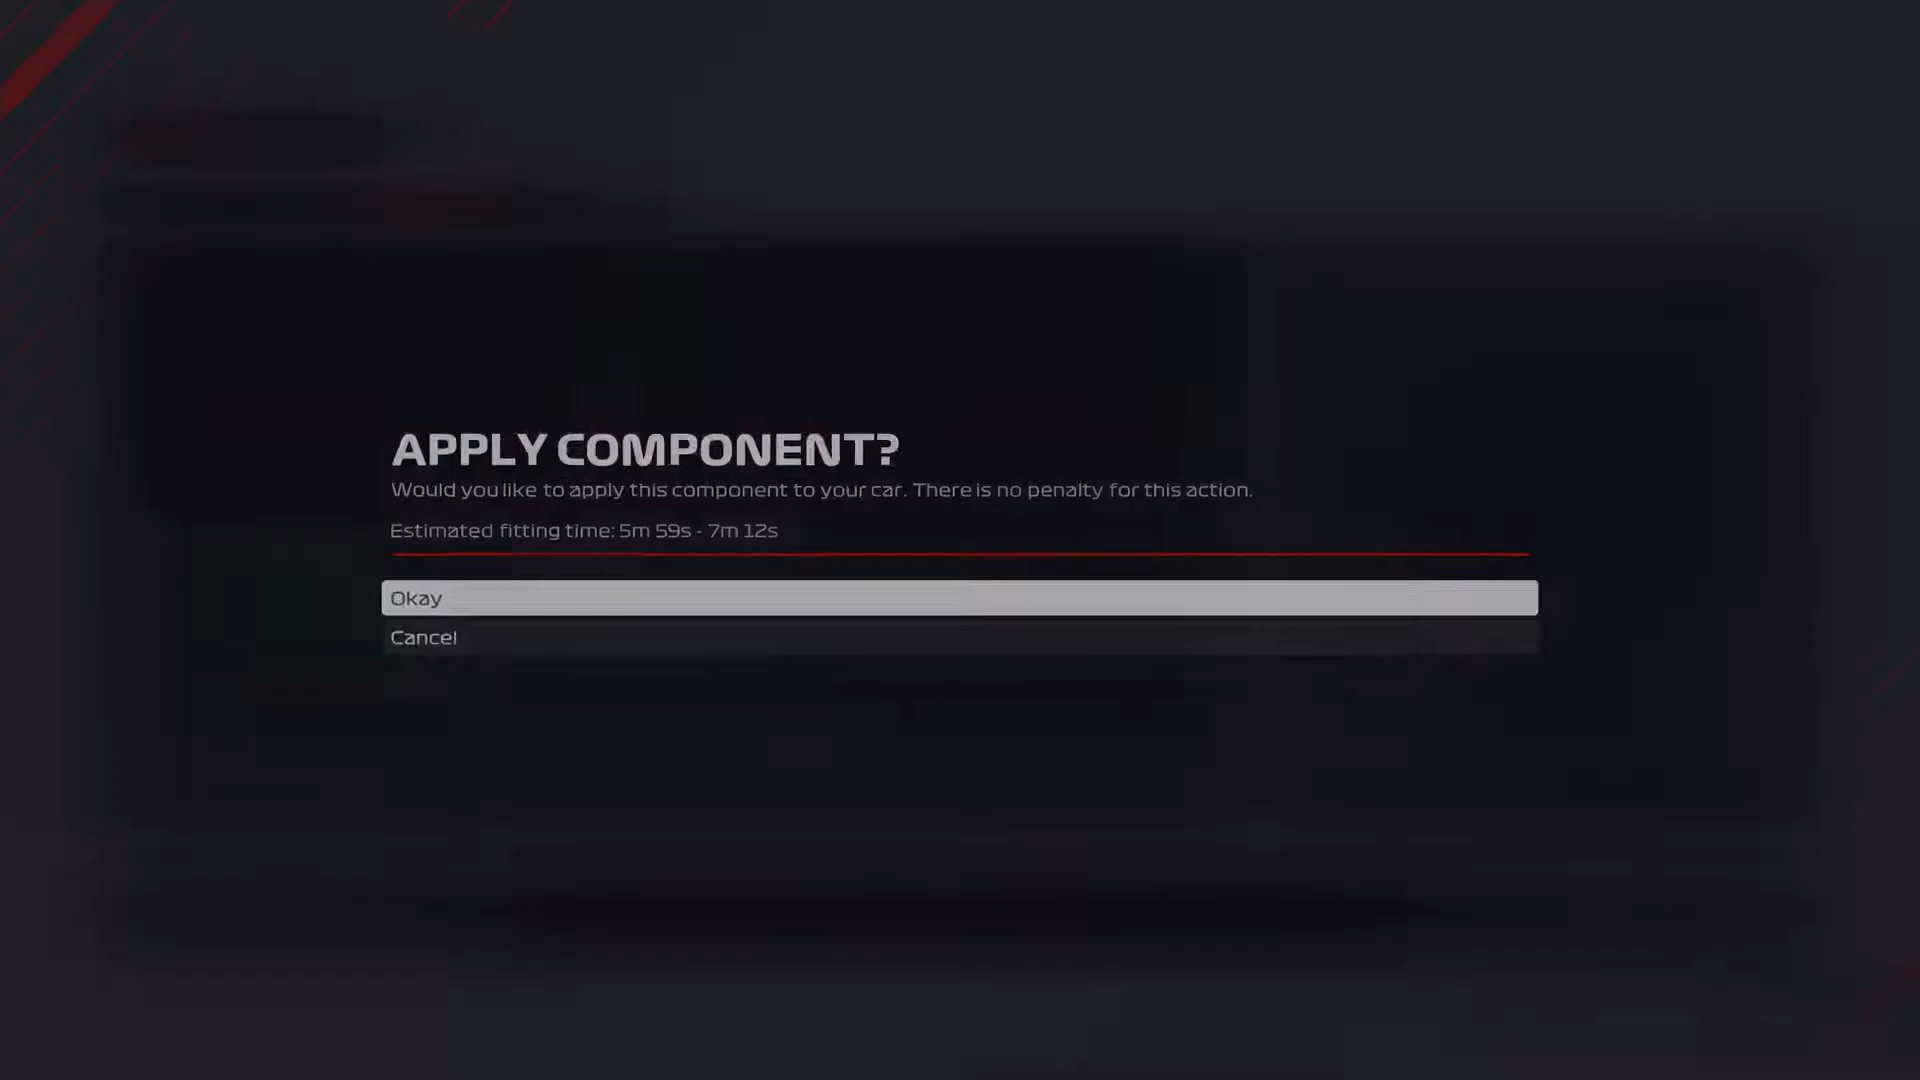 APPLY COMPONENT?
Would you like to apply this component to your car. There is no penalty for this action.
Estimated fitting time: 5m 59s - 7m 12s
Okay
Cancel